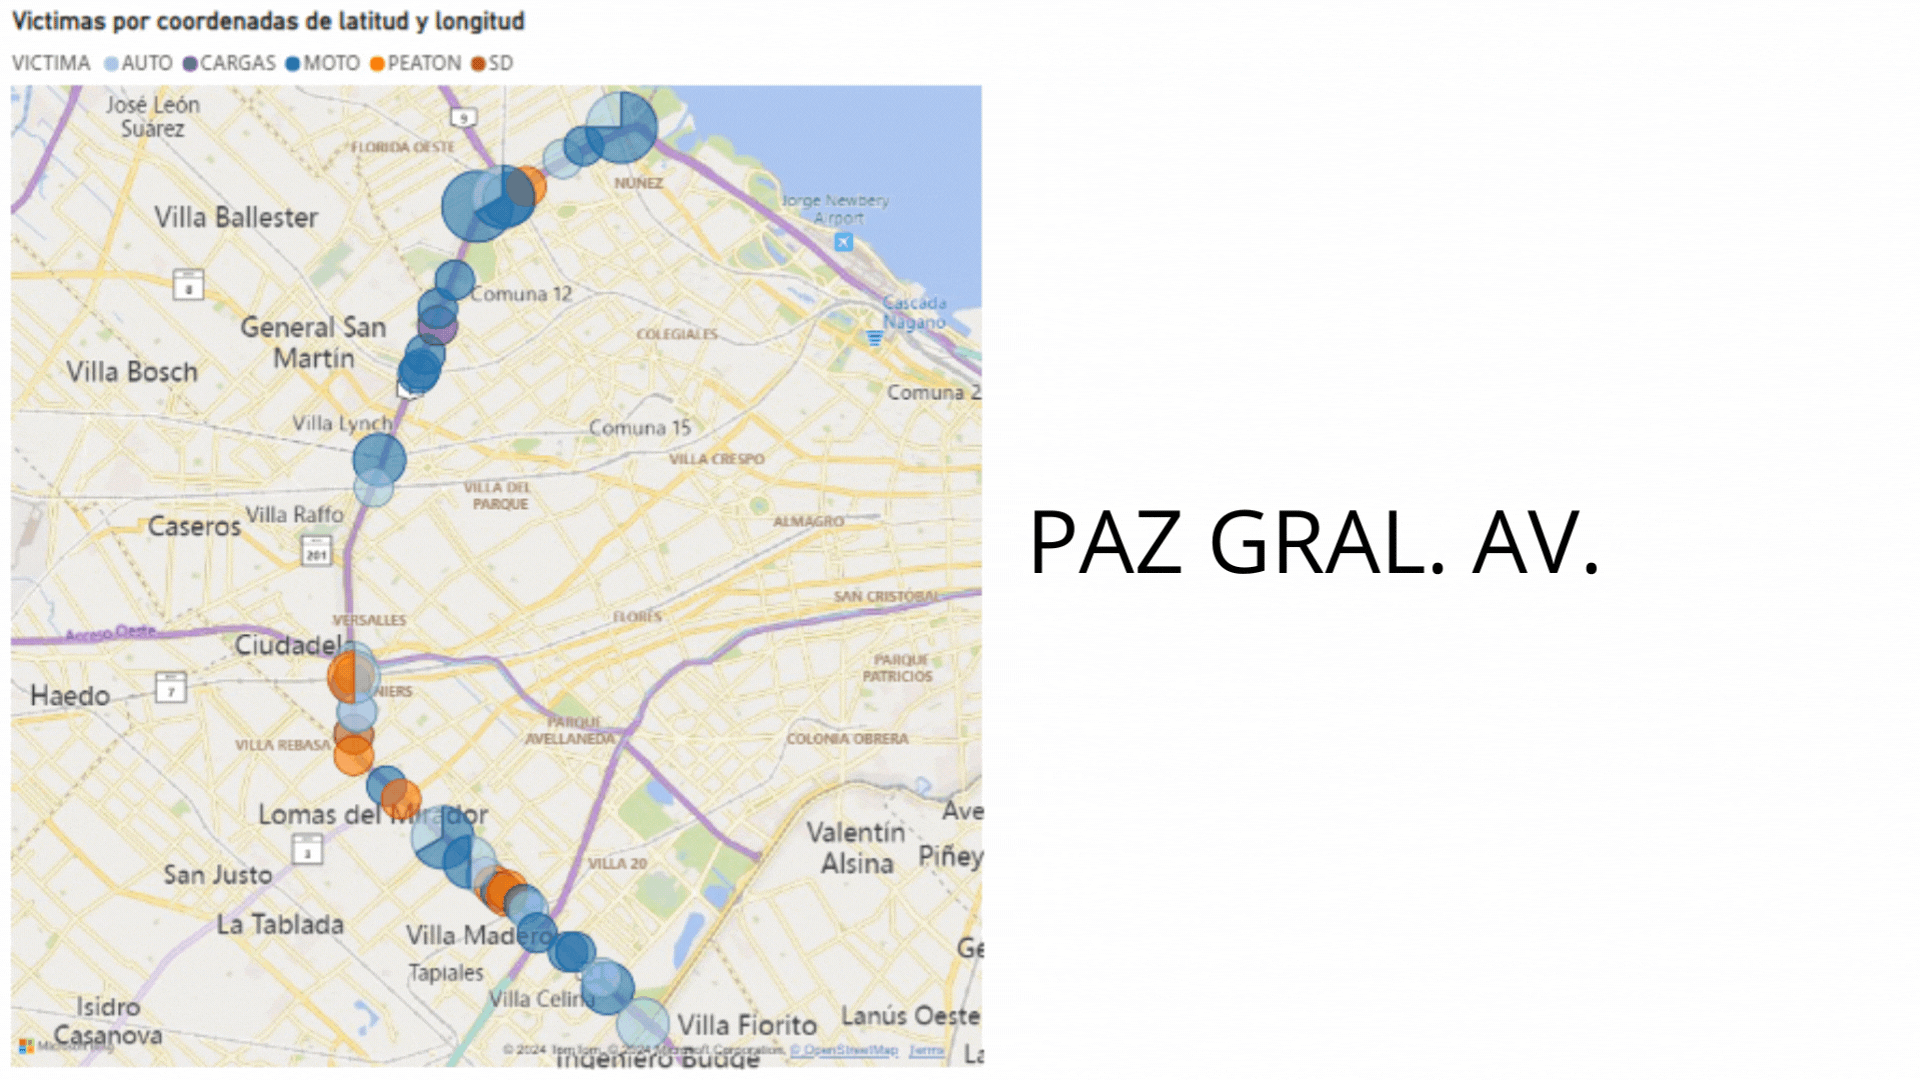 Victimas por coordenadas de latitud y longitud
VICTIMA AUTO CARGAS MOTO PEATON SD
José León
Suárez
9
FLORIDA OESTE
NUNEZ
Jorge Newbery
Airport
Villa Ballester
8
Comuna 12
Cascada
Nagano
General San
Martín
COLEGIALES
Villa Bosch
Comuna 2
Villa Lynch
Comuna 15
VILLA CRESPO
VILLA DEL
PARQUE
Villa Raffo
Caseros
ALMAGRO
201
PAZ GRAL. AV.
SAN CRISTOBAL
VERSALLES
FLORES
Acceso Oeste
Ciudadela
PARQUE
PATRICIOS
7
Haedo
NIERS
PARQUE
AVELLANEDA
VILLA REBASA
COLONIA OBRERA
Lomas del Mirador
Ave
Valentín
Alsina
3
Piñey
San Justo
VILLA 20
La Tablada
Villa Madero
Ge
Tapiales
Villa Celina
Isidro
Casanova
Villa Fiorito
Lanús Oeste
Microsoft Bing
© 2024 TomTom, © 2024 Microsoft Corporation, © OpenStreetMap Terms
Ingeniero Budge
La